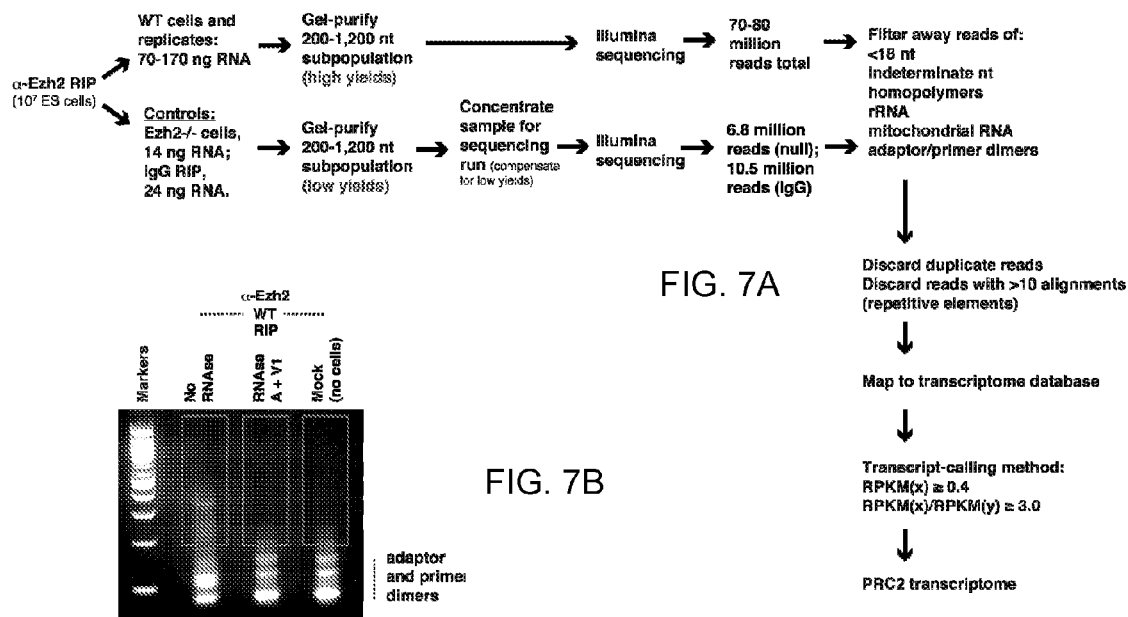 α-Ezh2 RIP
(10⁷ ES cells)
WT cells and
replicates:
70-170 ng RNA
Gel-purify
200-1,200 nt
subpopulation
(high yields)
Illumina
sequencing
70-80
million
reads total
Filter away reads of:
<18 nt
indeterminate nt
homopolymers
rRNA
mitochondrial RNA
adaptor/primer dimers
Controls:
Ezh2-/- cells,
14 ng RNA;
IgG RIP,
24 ng RNA.
Gel-purify
200-1,200 nt
subpopulation
(low yields)
Concentrate
sample for
sequencing
run (compensate
for low yields)
Illumina
sequencing
6.8 million
reads (null);
10.5 million
reads (IgG)
FIG. 7A
Discard duplicate reads
Discard reads with >10 alignments
(repetitive elements)
Map to transcriptome database
Transcript-calling method:
RPKM(x) ≥ 0.4
RPKM(x)/RPKM(y) ≥ 3.0
PRC2 transcriptome
α-Ezh2
WT
RIP
Markers
No
RNAse
RNAse
A + V1
Mock
(no cells)
FIG. 7B
adaptor
and primer
dimers